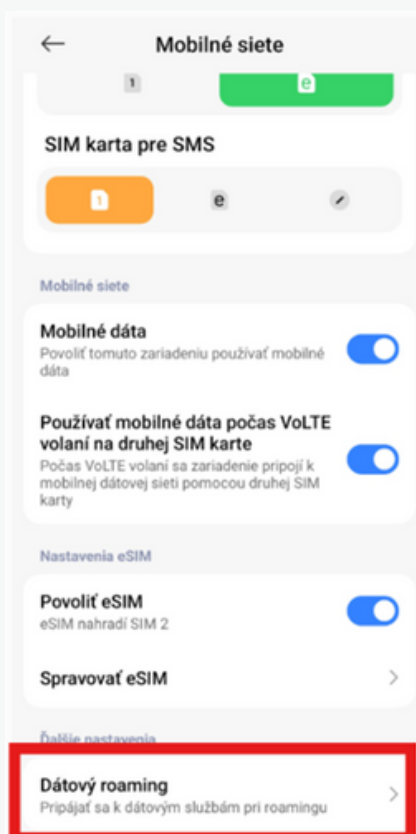 Mobilné siete
1
e
SIM karta pre SMS
1
e
Mobilné siete
Mobilné dáta
Povoliť tomuto zariadeniu používať mobilné
dáta
Používať mobilné dáta počas VoLTE
volaní na druhej SIM karte
Počas VoLTE volaní sa zariadenie pripojí k
mobilnej dátovej sieti pomocou druhej SIM
karty
Nastavenia eSIM
Povoliť eSIM
eSIM nahradí SIM 2
Spravovať eSIM
Ďalšie nastavenia
Dátový roaming
Pripájať sa k dátovým službám pri roamingu